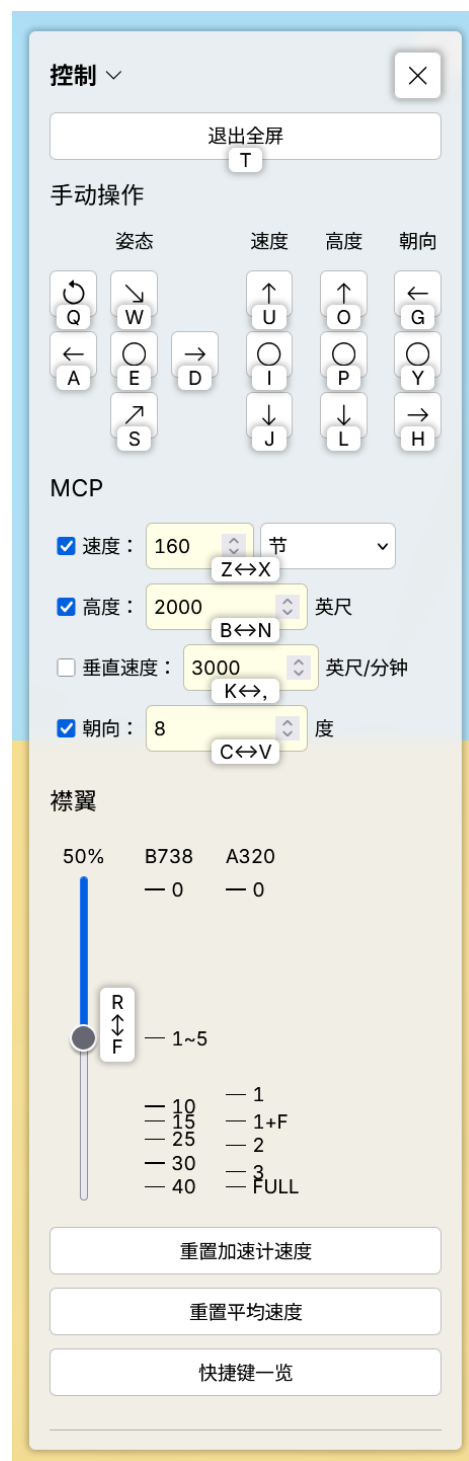 控制
退出全屏
T
手动操作
姿态 速度 高度 朝向
Q W U O G
A E D I P Y
S J L H
MCP
速度： 160 节
Z↔X
高度： 2000 英尺
B↔N
垂直速度： 3000 英尺/分钟
K↔,
朝向： 8 度
C↔V
襟翼
50% B738 A320
— 0 — 0
R
↕
F
— 1~5
— 1
— 10
— 15 — 1+F
— 25 — 2
— 30 — 3
— 40 — FULL
重置加速计速度
重置平均速度
快捷键一览